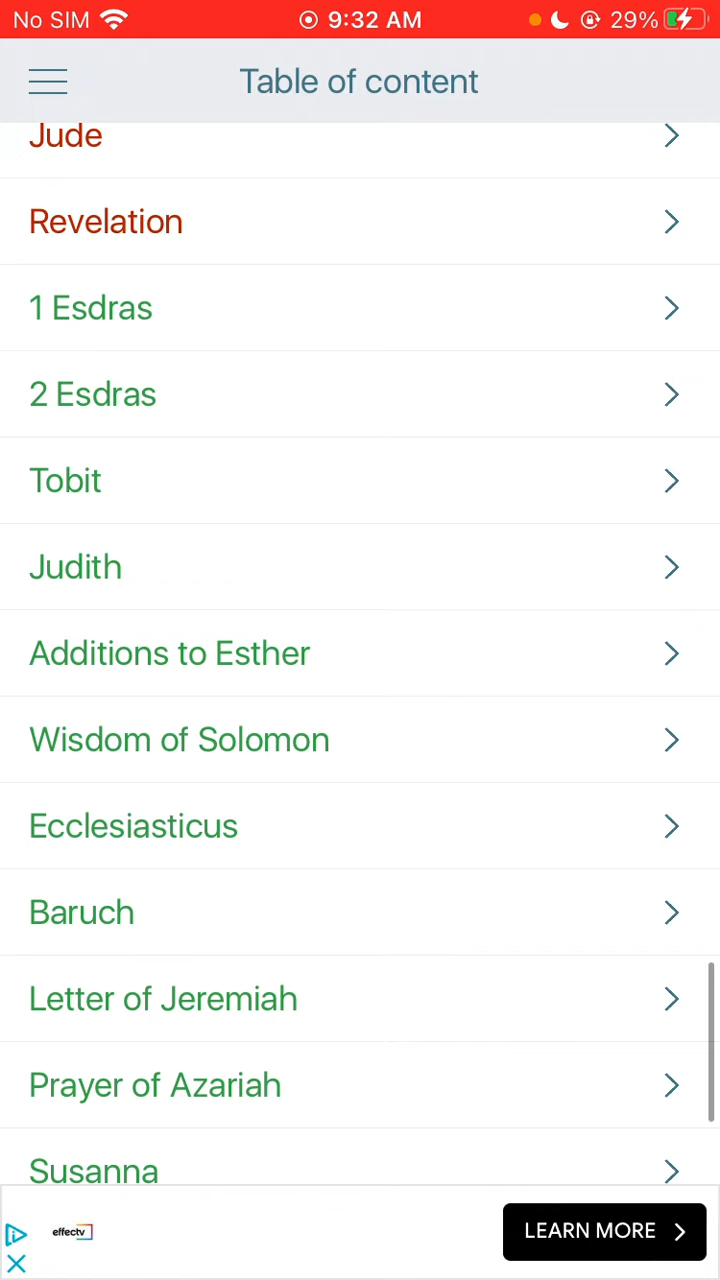 No SIM 9:32 AM 29%
Table of content
Jude
Revelation
1 Esdras
2 Esdras
Tobit
Judith
Additions to Esther
Wisdom of Solomon
Ecclesiasticus
Baruch
Letter of Jeremiah
Prayer of Azariah
Susanna
effectv
LEARN MORE